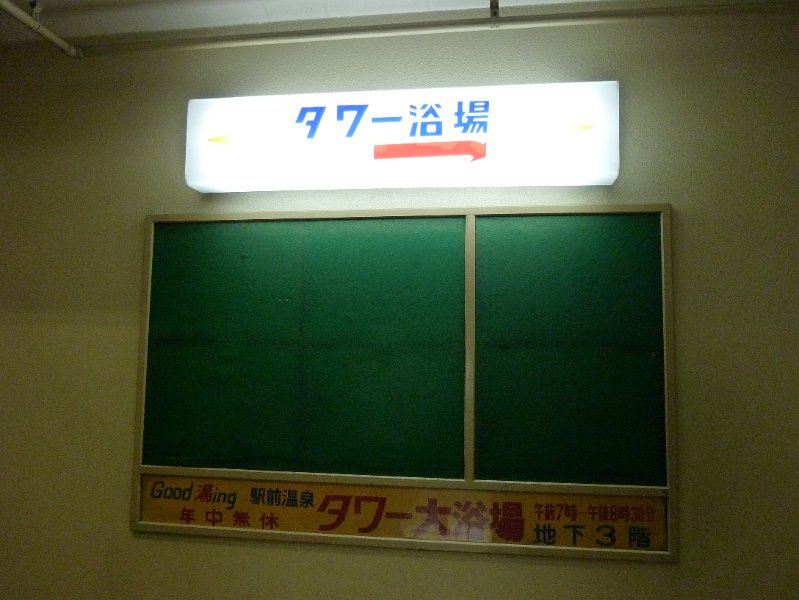 タワー浴場
Good 湯ing 駅前温泉
年中無休
タワー大浴場
午前7時-午後8時30分
地下3階